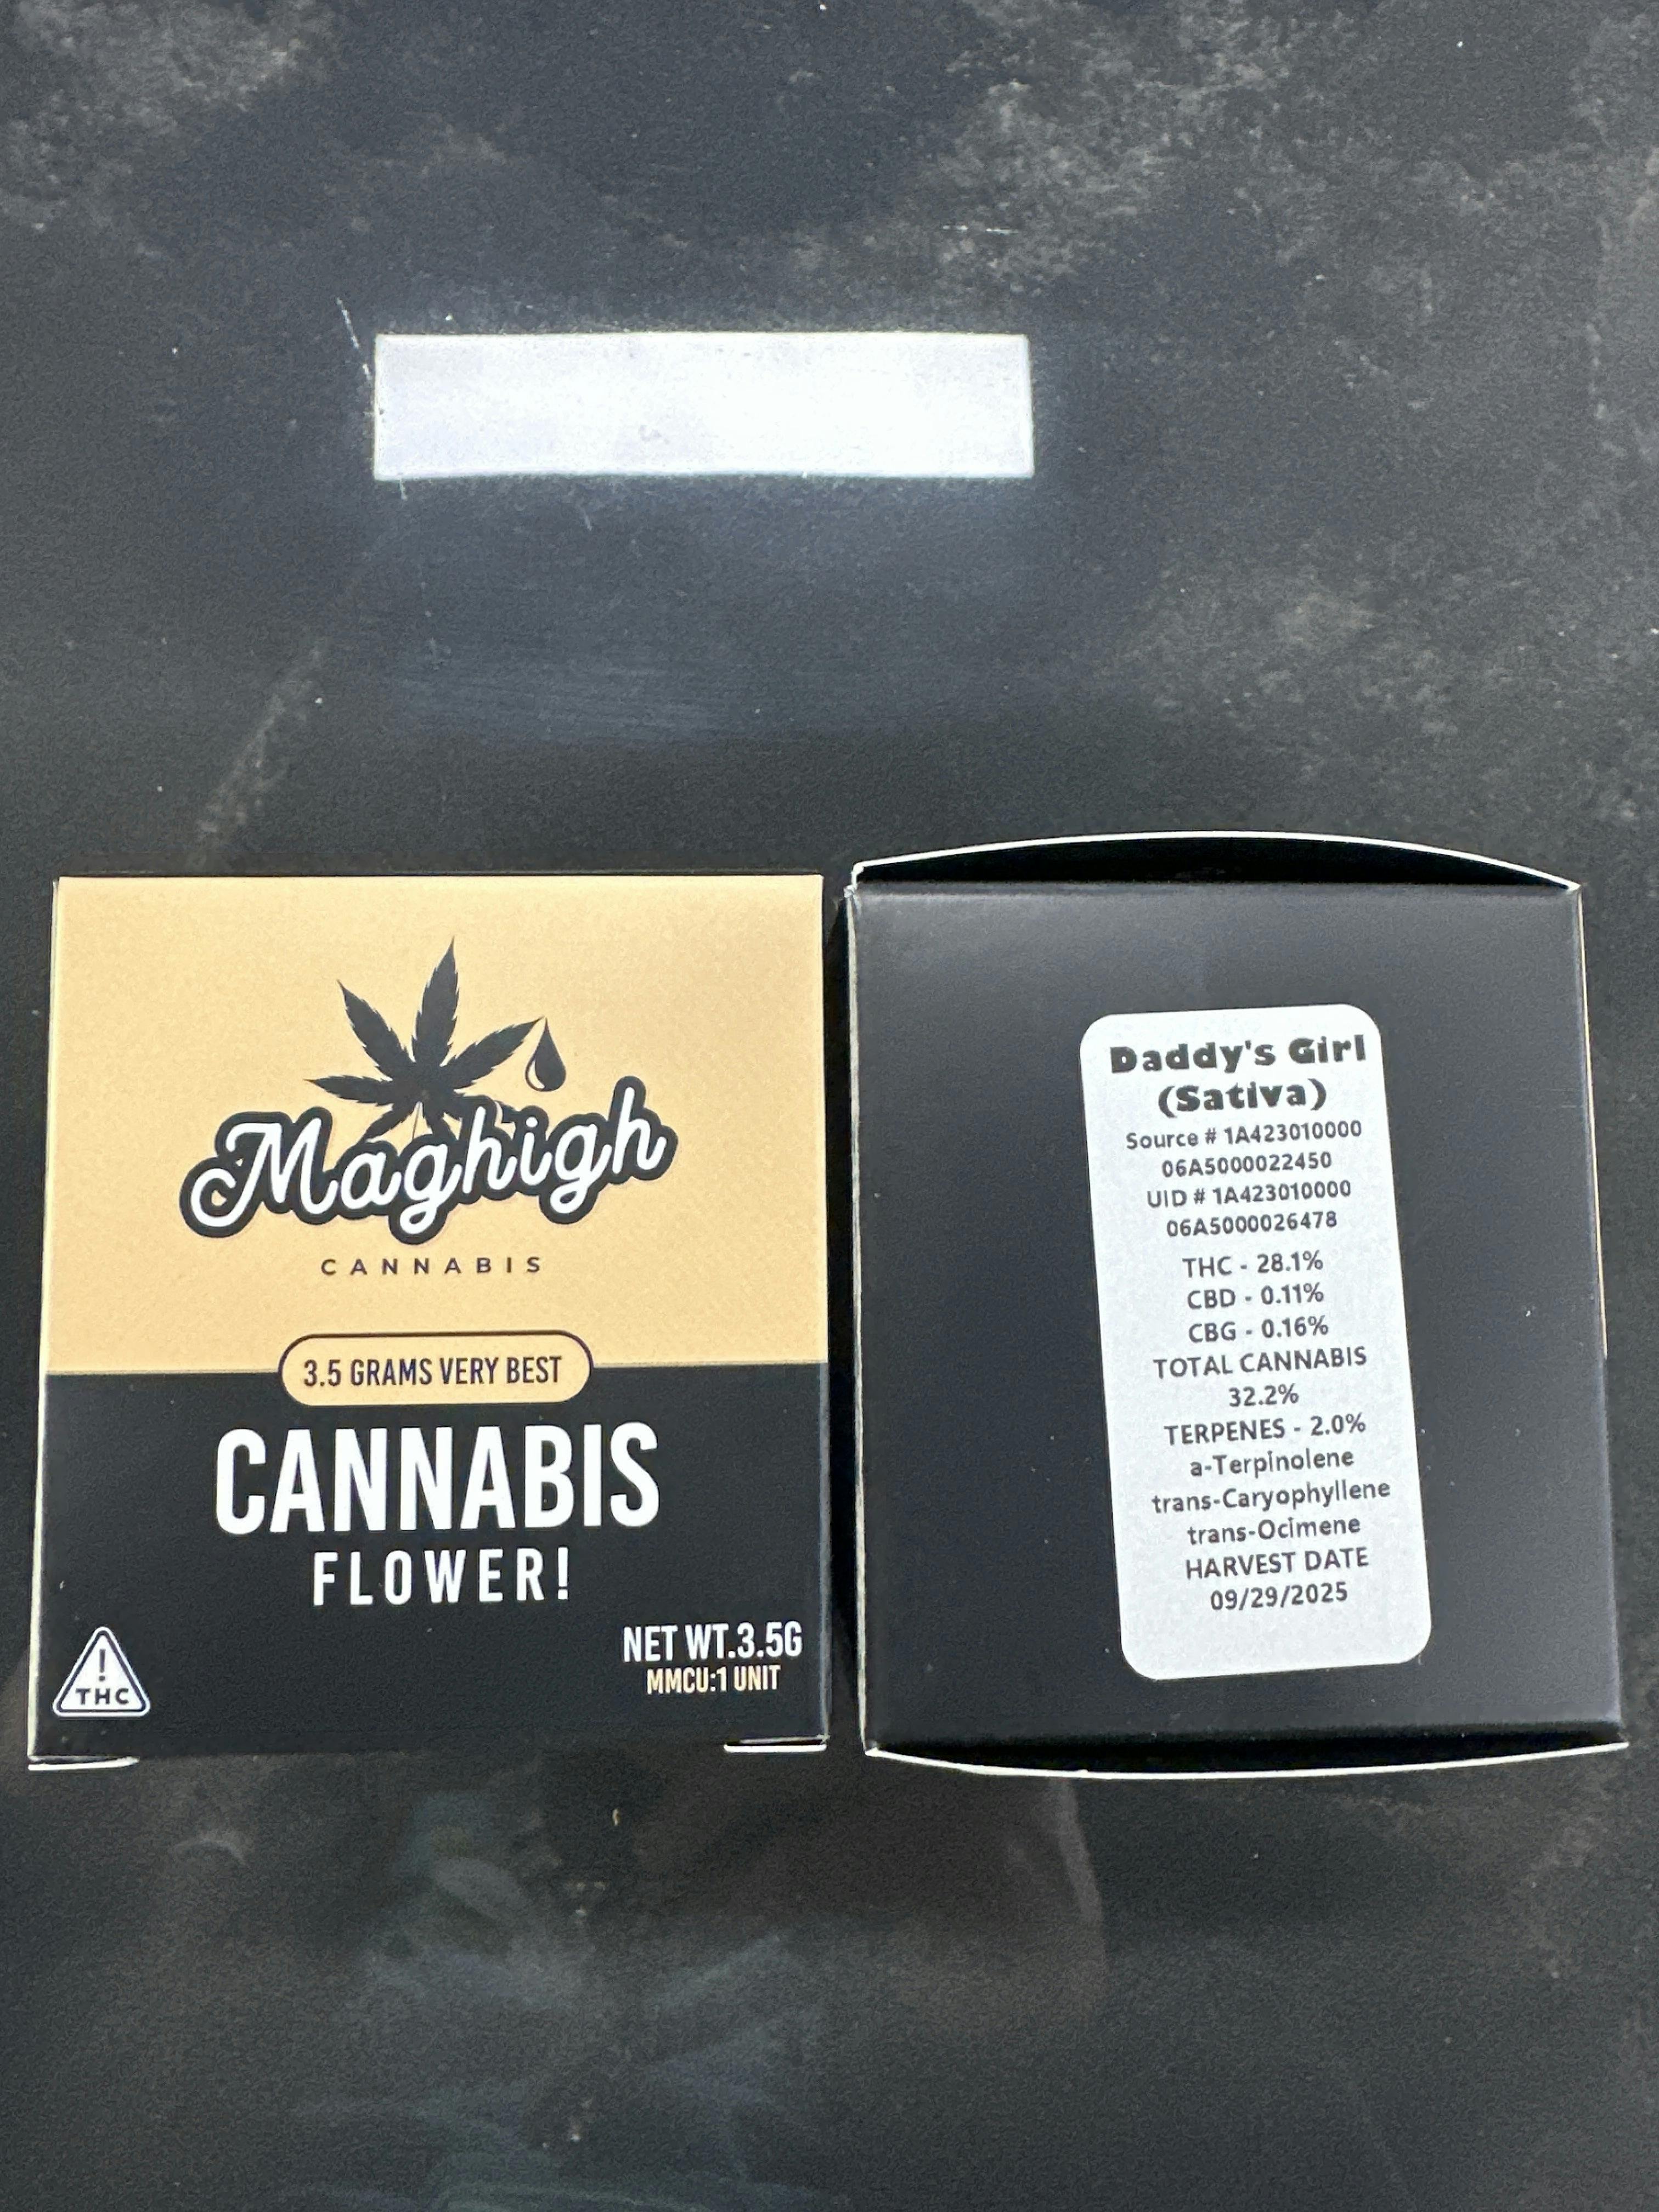 Maghigh
CANNABIS
3.5 GRAMS VERY BEST
CANNABIS
FLOWER!
!
THC
NET WT.3.5G
MMCU:1 UNIT
Daddy's Girl
(Sativa)
Source # 1A423010000
06A5000022450
UID # 1A423010000
06A5000026478
THC - 28.1%
CBD - 0.11%
CBG - 0.16%
TOTAL CANNABIS
32.2%
TERPENES - 2.0%
a-Terpinolene
trans-Caryophyllene
trans-Ocimene
HARVEST DATE
09/29/2025